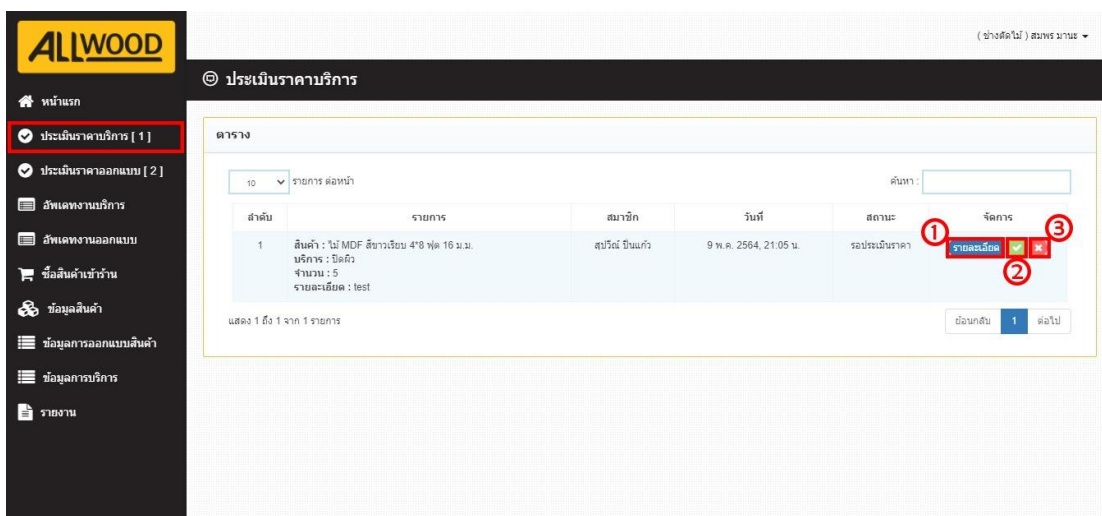 ALLWOOD
( ช่างตัดไม้ ) สมพร มานะ
ประเมินราคาบริการ
หน้าแรก
ประเมินราคาบริการ [ 1 ]
ประเมินราคาออกแบบ [ 2 ]
อัพเดทงานบริการ
อัพเดทงานออกแบบ
ซื้อสินค้าเข้าร้าน
ข้อมูลสินค้า
ข้อมูลการออกแบบสินค้า
ข้อมูลการบริการ
รายงาน
ตาราง
10 รายการ ต่อหน้า
ค้นหา :
ลำดับ รายการ สมาชิก วันที่ สถานะ จัดการ
1 สินค้า : ไม้ MDF สีขาวเรียบ 4*8 ฟุต 16 ม.ม. สุปวีณ์ ปิ่นแก้ว 9 พ.ค. 2564, 21:05 น. รอประเมินราคา รายละเอียด
บริการ : ปิดผิว
จำนวน : 5
รายละเอียด : test
1
2
3
แสดง 1 ถึง 1 จาก 1 รายการ
ย้อนกลับ 1 ต่อไป